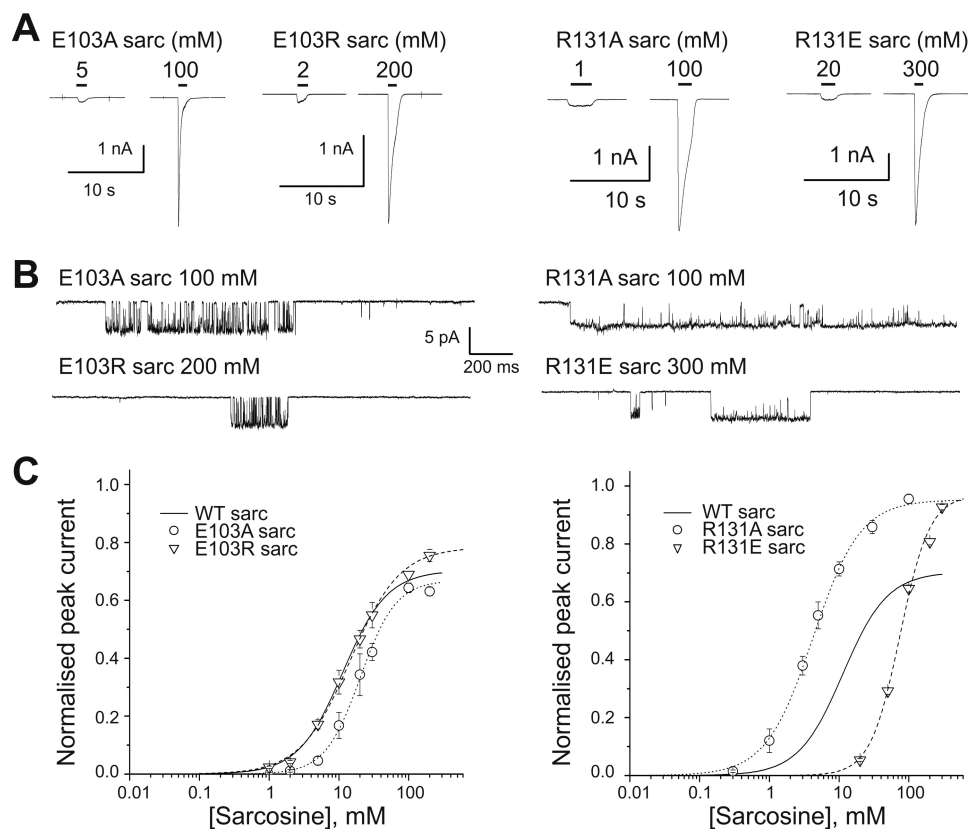 A
E103A sarc (mM)
5 100
1 nA
10 s
E103R sarc (mM)
2 200
1 nA
10 s
R131A sarc (mM)
1 100
1 nA
10 s
R131E sarc (mM)
20 300
1 nA
10 s
B
E103A sarc 100 mM
E103R sarc 200 mM
5 pA
200 ms
R131A sarc 100 mM
R131E sarc 300 mM
C
Normalised peak current
1.0
0.8
0.6
0.4
0.2
0.0
WT sarc
E103A sarc
E103R sarc
0.01 0.1 1 10 100
[Sarcosine], mM
Normalised peak current
1.0
0.8
0.6
0.4
0.2
0.0
WT sarc
R131A sarc
R131E sarc
0.01 0.1 1 10 100
[Sarcosine], mM